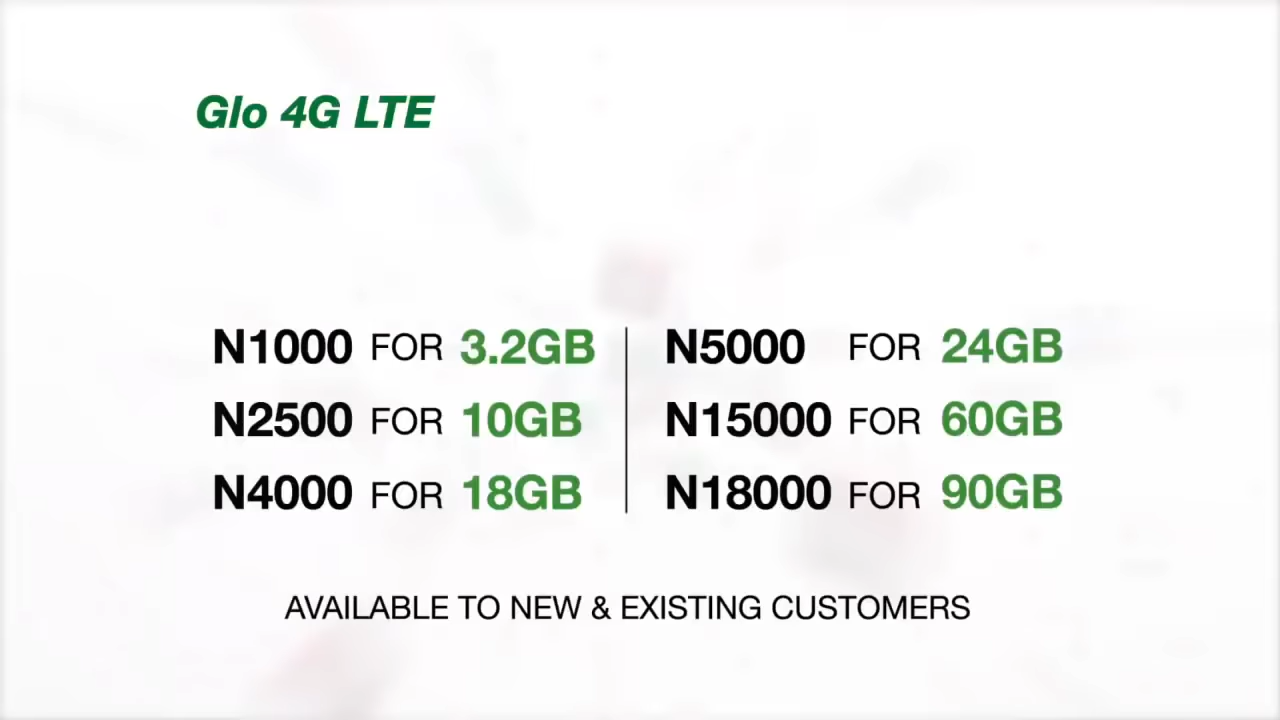 Glo 4G LTE
N1000 FOR 3.2GB
N2500 FOR 10GB
N4000 FOR 18GB
N5000 FOR 24GB
N15000 FOR 60GB
N18000 FOR 90GB
AVAILABLE TO NEW & EXISTING CUSTOMERS